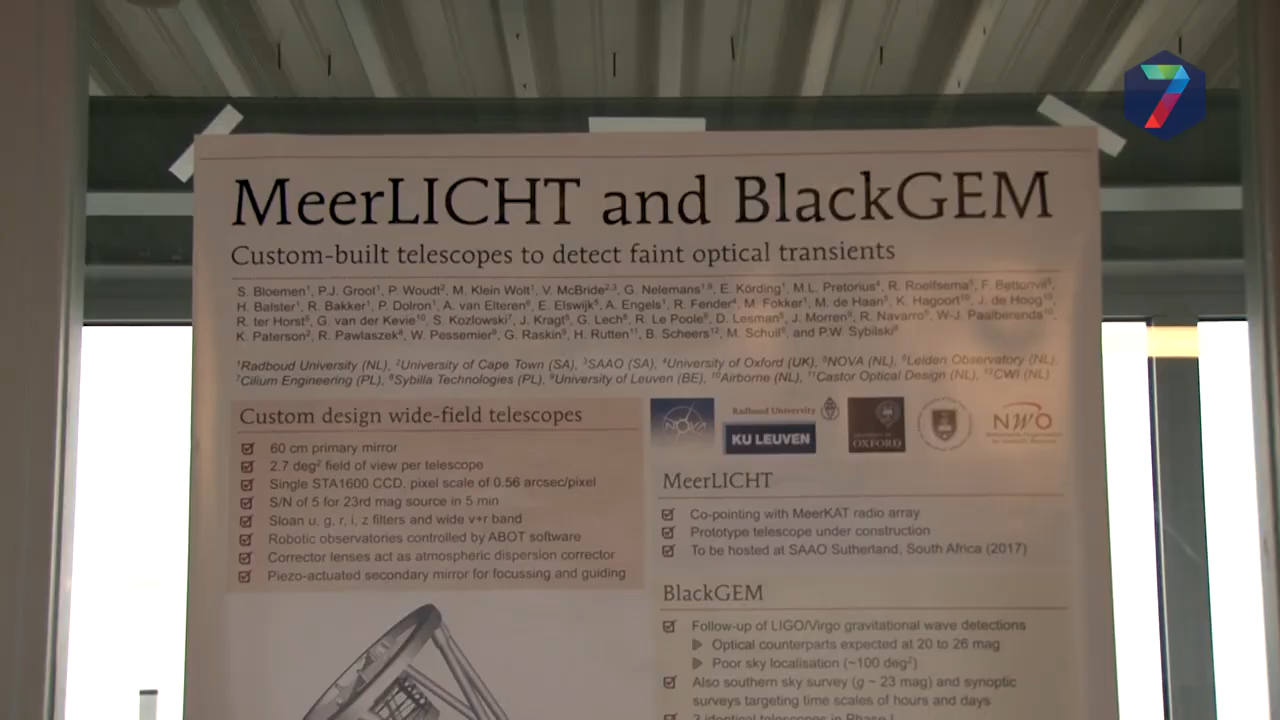 7
MeerLICHT and BlackGEM
Custom-built telescopes to detect faint optical transients
S. Bloemen¹, P.J. Groot¹, P. Woudt², M. Klein Wolt¹, V. McBride²,³, G. Nelemans¹,⁹, E. Körding¹, M.L. Pretorius⁴, R. Roelfsema⁵, F. Bettonvil⁵,
H. Balster¹, R. Bakker¹, P. Dolron¹, A. van Elteren⁶, E. Elswijk⁵, A. Engels¹, R. Fender⁴, M. Fokker¹, M. de Haan⁵, K. Hagoort¹⁰, J. de Hoog¹⁰,
R. ter Horst⁵, G. van der Kevie¹⁰, S. Kozlowski⁷, J. Kragt⁵, G. Lech⁸, R. Le Poole⁶, D. Lesman⁵, J. Morren⁹, R. Navarro⁵, W-J. Paalberends¹⁰,
K. Paterson², R. Pawłaszek⁸, W. Pessemier⁹, G. Raskin⁹, H. Rutten¹¹, B. Scheers¹², M. Schuil⁵, and P.W. Sybilski⁸
¹Radboud University (NL), ²University of Cape Town (SA), ³SAAO (SA), ⁴University of Oxford (UK), ⁵NOVA (NL), ⁶Leiden Observatory (NL),
⁷Cilium Engineering (PL), ⁸Sybilla Technologies (PL), ⁹University of Leuven (BE), ¹⁰Airborne (NL), ¹¹Castor Optical Design (NL), ¹²CWI (NL)
NOVA
Radboud University
KU LEUVEN
OXFORD
NWO
Custom design wide-field telescopes
60 cm primary mirror
2.7 deg² field of view per telescope
Single STA1600 CCD, pixel scale of 0.56 arcsec/pixel
S/N of 5 for 23rd mag source in 5 min
Sloan u, g, r, i, z filters and wide v+r band
Robotic observatories controlled by ABOT software
Corrector lenses act as atmospheric dispersion corrector
Piezo-actuated secondary mirror for focussing and guiding
MeerLICHT
Co-pointing with MeerKAT radio array
Prototype telescope under construction
To be hosted at SAAO Sutherland, South Africa (2017)
BlackGEM
Follow-up of LIGO/Virgo gravitational wave detections
Optical counterparts expected at 20 to 26 mag
Poor sky localisation (~100 deg²)
Also southern sky survey (g ~ 23 mag) and synoptic
surveys targeting time scales of hours and days
3 identical telescopes in Phase I